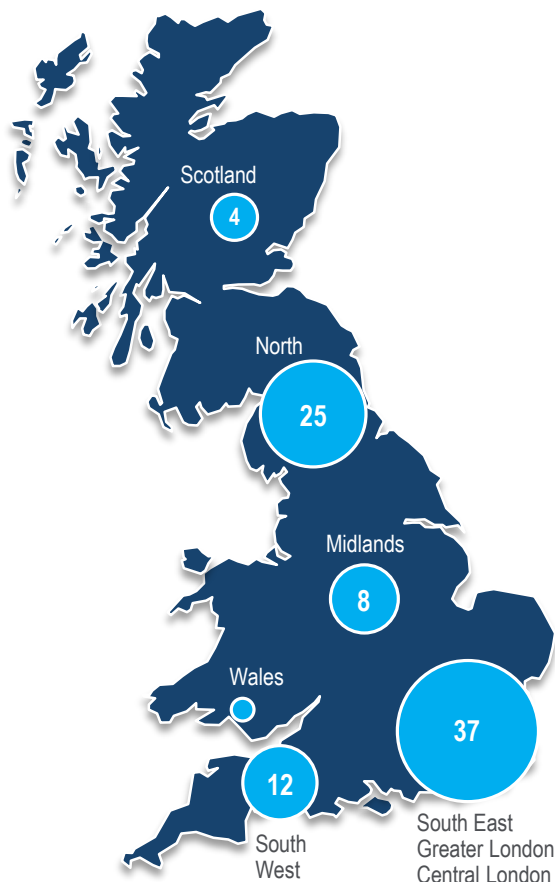 Scotland
4
North
25
Midlands
8
Wales
37
12
South
West
South East
Greater London
Central London